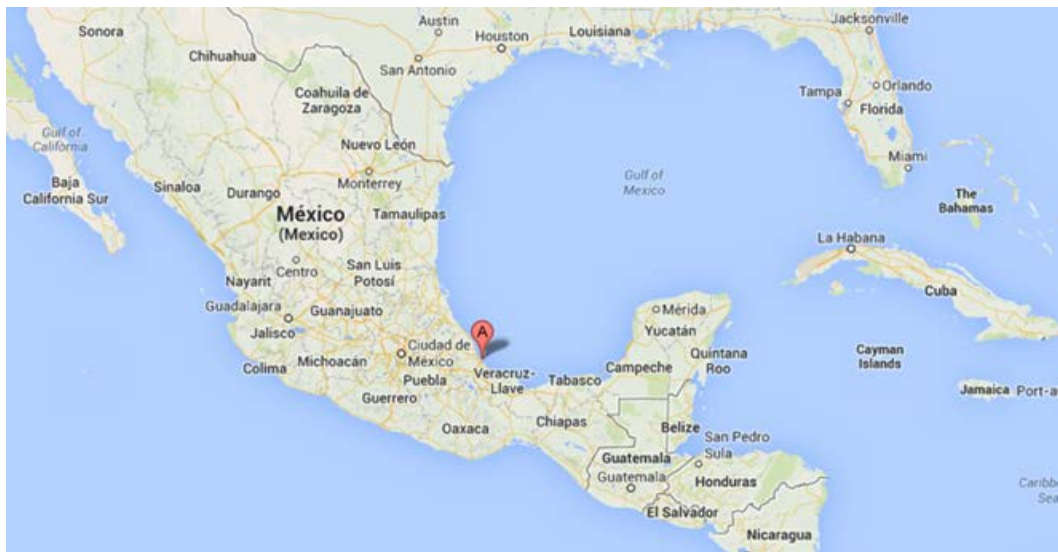 Jacksonville
Austin
Sonora
Houston
Louisiana
Chihuahua
San Antonio
Orlando
Coahuila de
Zaragoza
Tampa
Florida
Gulf of
California
Nuevo León
Miami
Baja
California Sur
Sinaloa
Durango
Monterrey
Gulf of
Mexico
The
Bahamas
México
(Mexico)
Tamaulipas
La Habana
Centro
San Luis
Potosí
Nayarit
Cuba
Guadalajara
Guanajuato
Mérida
Jalisco
A
Yucatán
Ciudad de
México
Michoacán
Colima
Campeche
Quintana
Roo
Cayman
Islands
Puebla
Veracruz-
Llave
Tabasco
Guerrero
Jamaica
Port-a
Oaxaca
Chiapas
Belize
San Pedro
Sula
Guatemala
Guatemala
Honduras
Caribb
Sea
El Salvador
Nicaragua